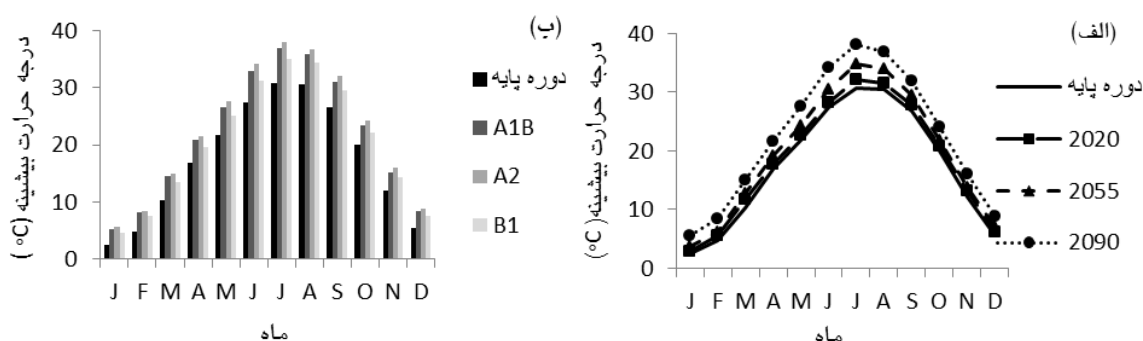 (الف)
درجه حرارت بیشینه (°C)
40
30
20
10
0
J F M A M J J A S O N D
ماه
دوره پایه
2020
2055
2090
(ب)
درجه حرارت بیشینه (°C)
40
30
20
10
0
J F M A M J J A S O N D
ماه
دوره پایه
A1B
A2
B1